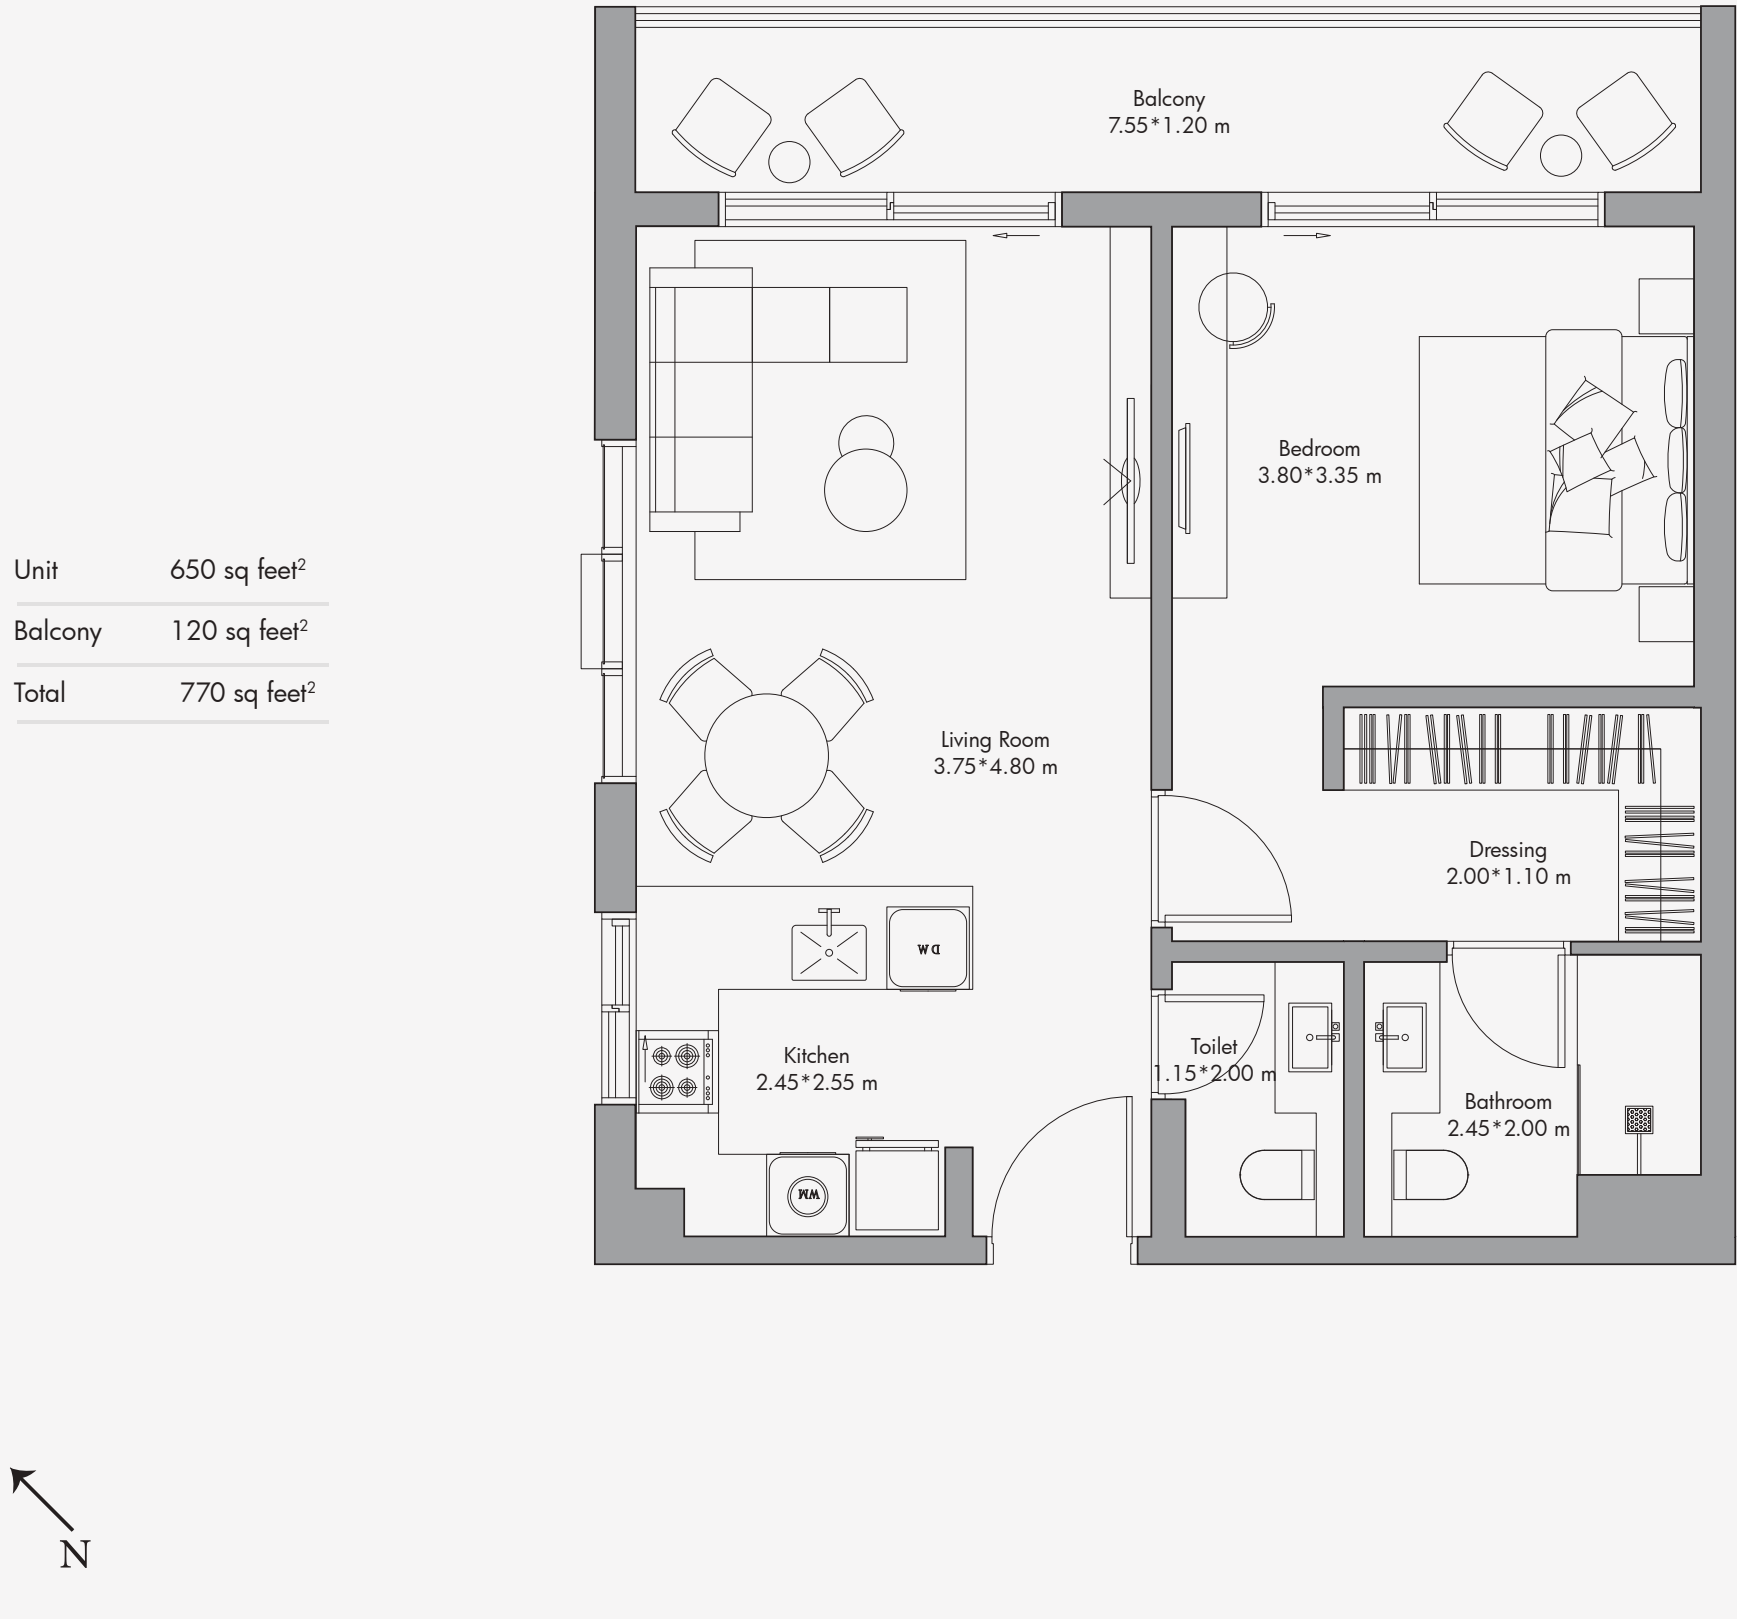 Balcony
7.55*1.20 m
Bedroom
3.80*3.35 m
Unit 650 sq feet²
Balcony 120 sq feet²
Total 770 sq feet²
Living Room
3.75*4.80 m
Dressing
2.00*1.10 m
DW
Kitchen
2.45*2.55 m
Toilet
1.15*2.00 m
Bathroom
2.45*2.00 m
WM
N